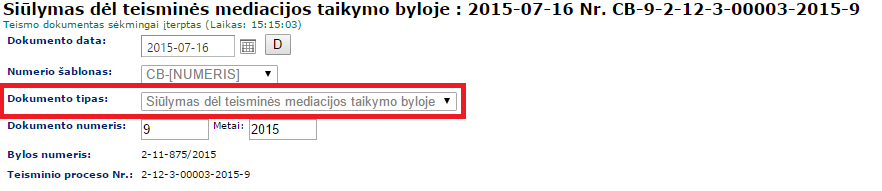 Siūlymas dėl teisminės mediacijos taikymo byloje : 2015-07-16 Nr. CB-9-2-12-3-00003-2015-9
Teismo dokumentas sėkmingai įterptas (Laikas: 15:15:03)
Dokumento data: 2015-07-16 D
Numerio šablonas: CB-[NUMERIS]
Dokumento tipas: Siūlymas dėl teisminės mediacijos taikymo byloje
Dokumento numeris: 9 Metai: 2015
Bylos numeris: 2-11-875/2015
Teisminio proceso Nr.: 2-12-3-00003-2015-9